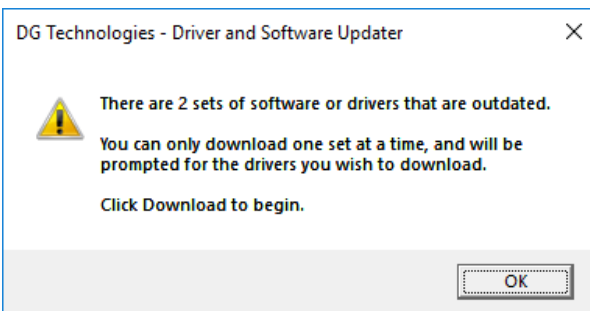 DG Technologies - Driver and Software Updater
There are 2 sets of software or drivers that are outdated.
You can only download one set at a time, and will be
prompted for the drivers you wish to download.
Click Download to begin.
OK